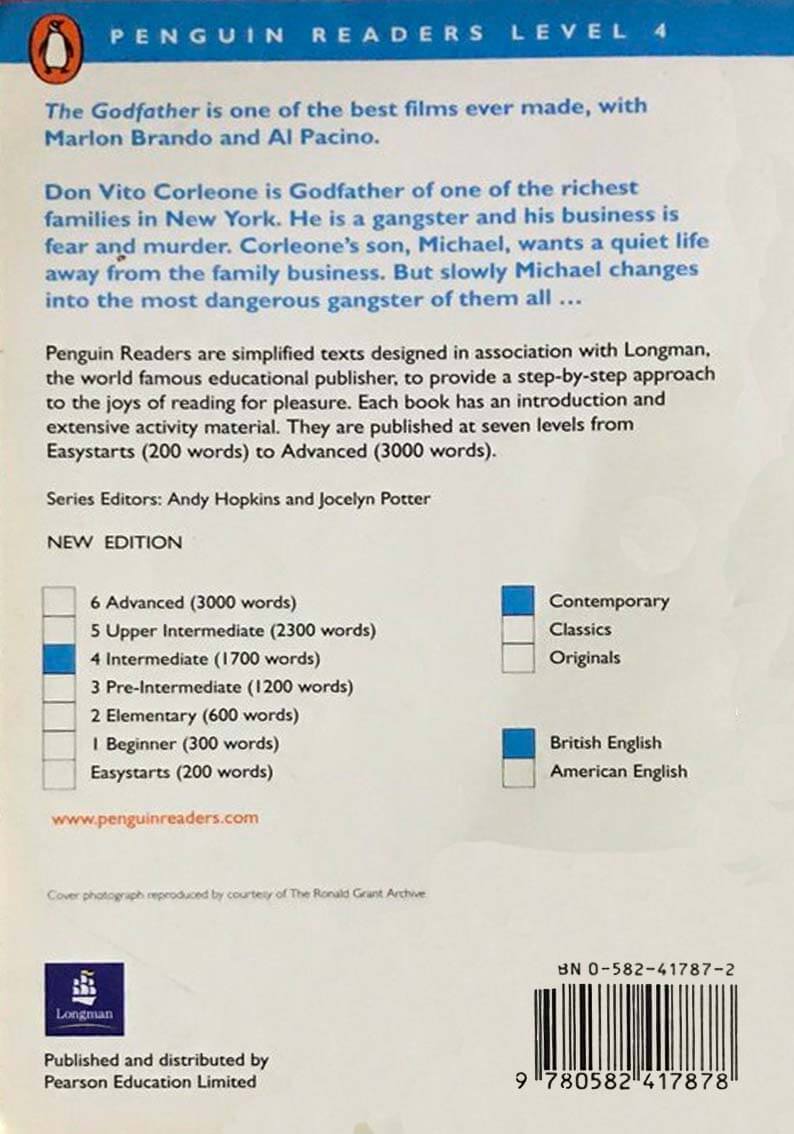 PENGUIN READERS LEVEL 4
The Godfather is one of the best films ever made, with
Marlon Brando and Al Pacino.
Don Vito Corleone is Godfather of one of the richest
families in New York. He is a gangster and his business is
fear and murder. Corleone's son, Michael, wants a quiet life
away from the family business. But slowly Michael changes
into the most dangerous gangster of them all ...
Penguin Readers are simplified texts designed in association with Longman,
the world famous educational publisher, to provide a step-by-step approach
to the joys of reading for pleasure. Each book has an introduction and
extensive activity material. They are published at seven levels from
Easystarts (200 words) to Advanced (3000 words).
Series Editors: Andy Hopkins and Jocelyn Potter
NEW EDITION
6 Advanced (3000 words)
5 Upper Intermediate (2300 words)
4 Intermediate (1700 words)
3 Pre-Intermediate (1200 words)
2 Elementary (600 words)
1 Beginner (300 words)
Easystarts (200 words)
Contemporary
Classics
Originals
British English
American English
www.penguinreaders.com
Cover photograph reproduced by courtesy of The Ronald Grant Archive
Longman
Published and distributed by
Pearson Education Limited
BN 0-582-41787-2
9 780582 417878